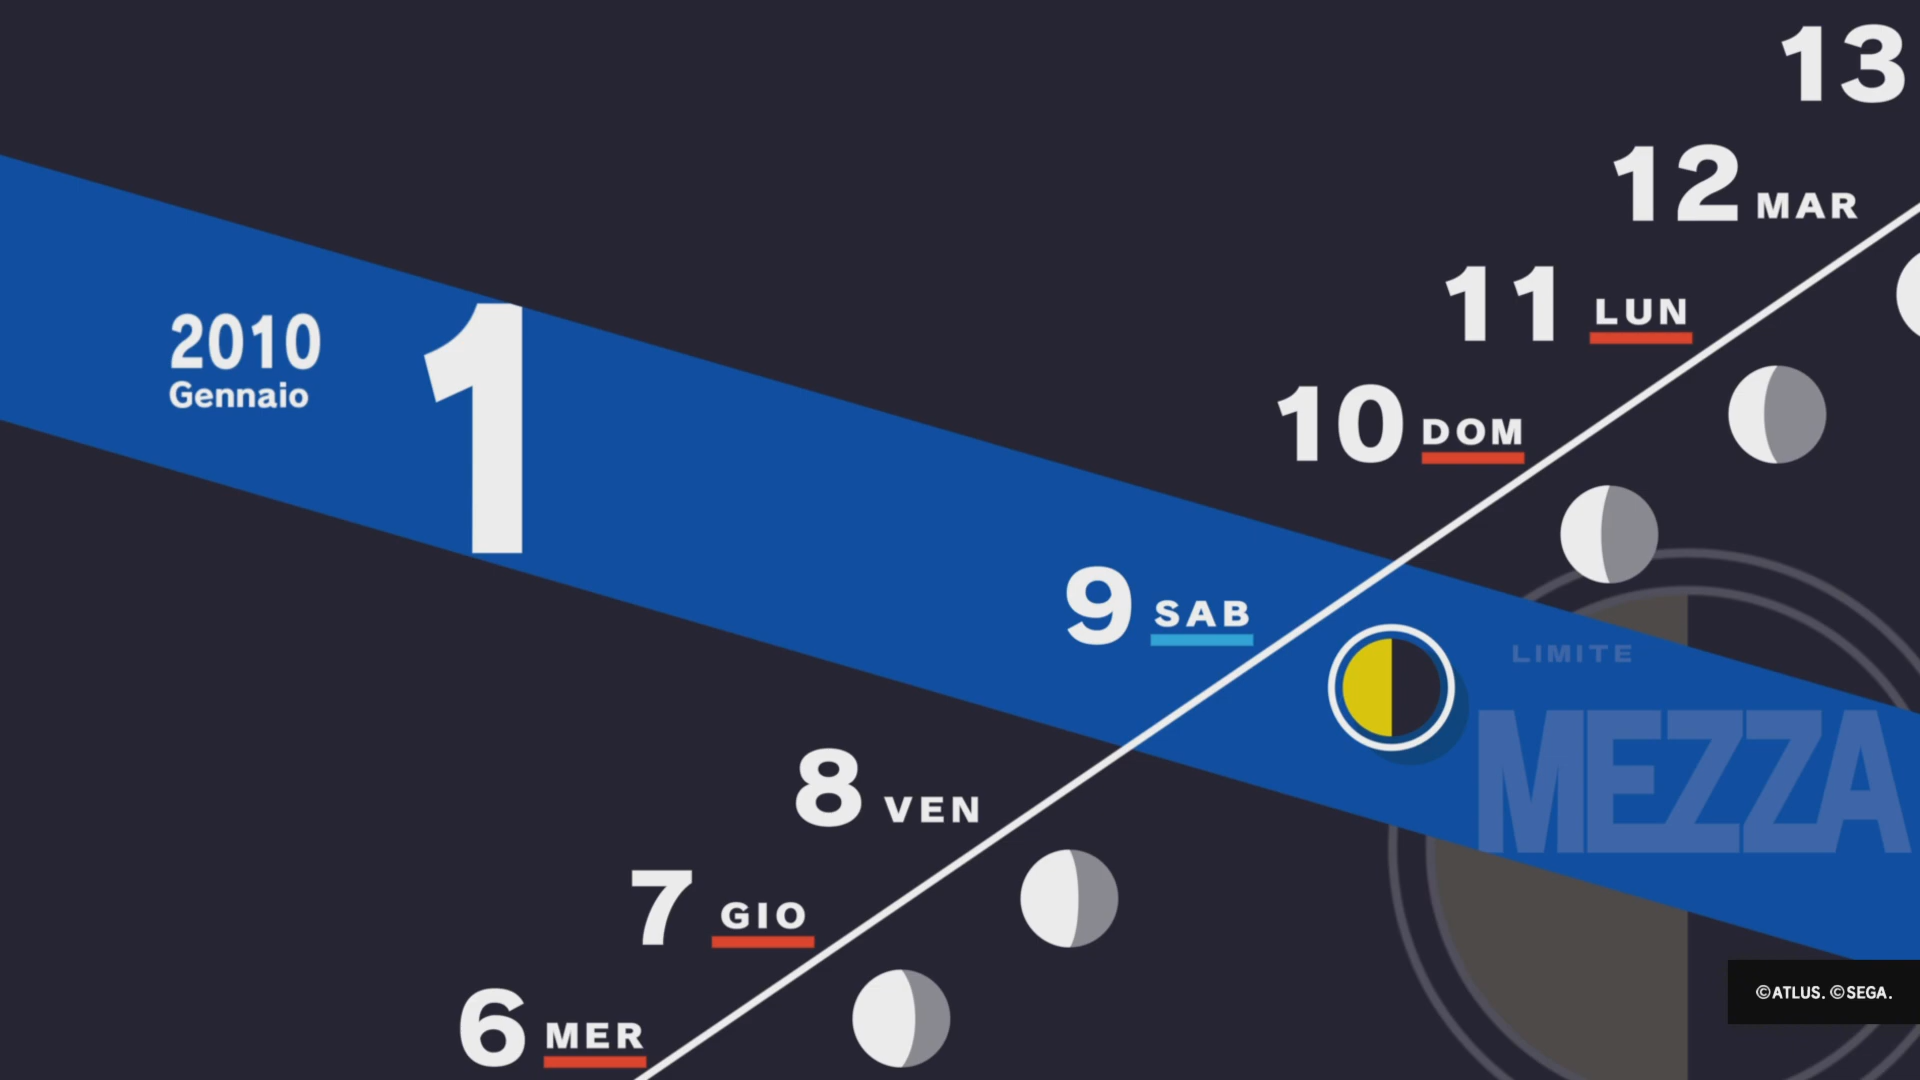 2010
Gennaio
1
13
12 MAR
11 LUN
10 DOM
9 SAB
LIMITE
MEZZA
8 VEN
7 GIO
6 MER
©ATLUS. ©SEGA.